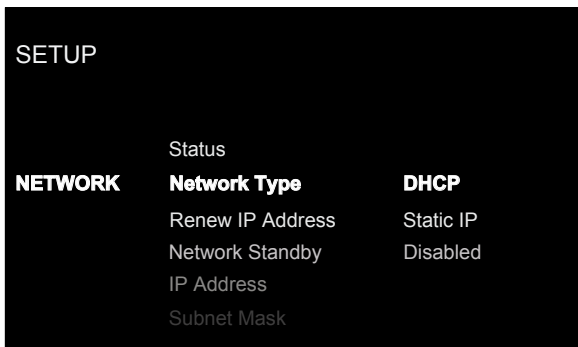 SETUP
Status
NETWORK Network Type DHCP
Renew IP Address Static IP
Network Standby Disabled
IP Address
Subnet Mask